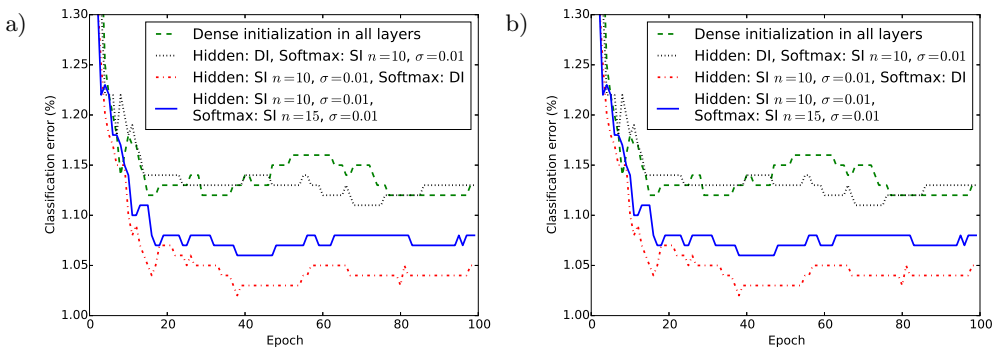 a)
1.30
1.25
1.20
1.15
1.10
1.05
1.00
Classification error (%)
0 20 40 60 80 100
Epoch
Dense initialization in all layers
Hidden: DI, Softmax: SI n=10, σ=0.01
Hidden: SI n=10, σ=0.01, Softmax: DI
Hidden: SI n=10, σ=0.01,
Softmax: SI n=15, σ=0.01
b)
1.30
1.25
1.20
1.15
1.10
1.05
1.00
Classification error (%)
0 20 40 60 80 100
Epoch
Dense initialization in all layers
Hidden: DI, Softmax: SI n=10, σ=0.01
Hidden: SI n=10, σ=0.01, Softmax: DI
Hidden: SI n=10, σ=0.01,
Softmax: SI n=15, σ=0.01